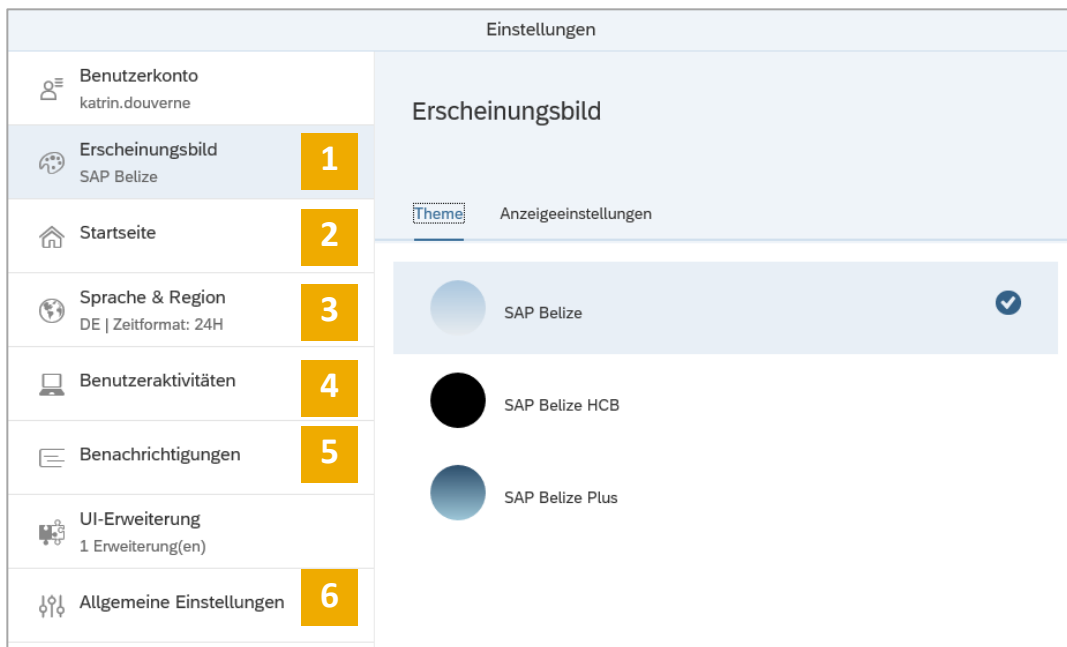 Einstellungen
Benutzerkonto
katrin.douverne
Erscheinungsbild
SAP Belize
1
Startseite
2
Sprache & Region
DE | Zeitformat: 24H
3
Benutzeraktivitäten
4
Benachrichtigungen
5
UI-Erweiterung
1 Erweiterung(en)
Allgemeine Einstellungen
6
Erscheinungsbild
Theme Anzeigeeinstellungen
SAP Belize
SAP Belize HCB
SAP Belize Plus